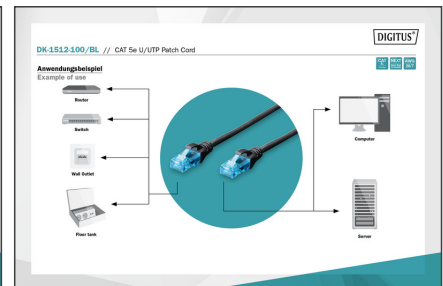 DIGITUS®
DK-1512-100/BL // CAT 5e U/UTP Patch Cord
Anwendungsbeispiel
Example of use
Router
Switch
Wall Outlet
Floor tank
Computer
Server